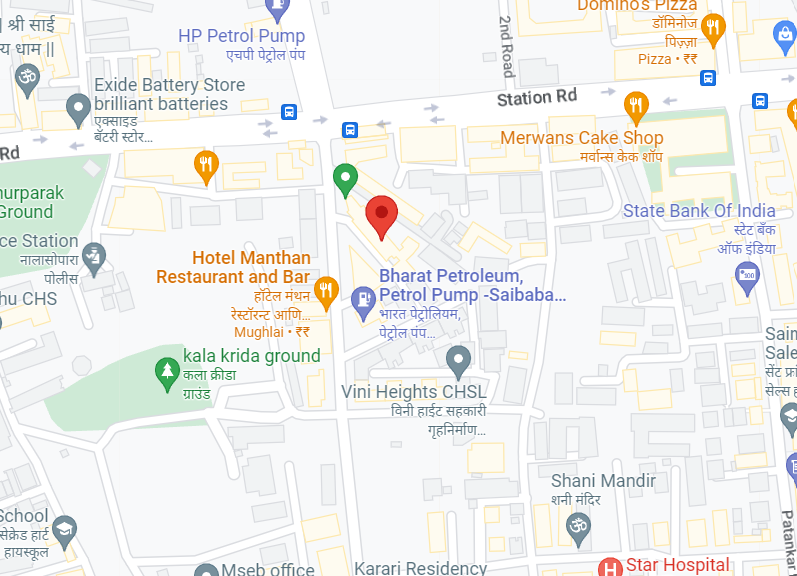 Domino's Pizza
डॉमिनोज
पिज़्ज़ा
Pizza • ₹₹
|| श्री साई
य धाम ||
HP Petrol Pump
एचपी पेट्रोल पंप
2nd Road
Exide Battery Store
brilliant batteries
एक्साइड
बॅटरी स्टोर...
Station Rd
Merwans Cake Shop
मर्वान्स केक शॉप
Rd
hurparak
Ground
State Bank Of India
स्टेट बँक
ऑफ इंडिया
ce Station
नालासोपारा
पोलीस
hu CHS
Hotel Manthan
Restaurant and Bar
हॉटेल मंथन
रेस्टॉरन्ट आणि...
Mughlai • ₹₹
Bharat Petroleum,
Petrol Pump -Saibaba...
भारत पेट्रोलियम,
पेट्रोल पंप...
kala krida ground
कला क्रीडा
ग्राउंड
Vini Heights CHSL
विनी हाईट सहकारी
गृहनिर्माण...
Sain
Sale
सेंट फ्रां
सेल्स ह
Shani Mandir
शनी मंदिर
School
सेक्रेड हार्ट
हायस्कूल
Patankar
Mseb office
Karari Residency
H
Star Hospital